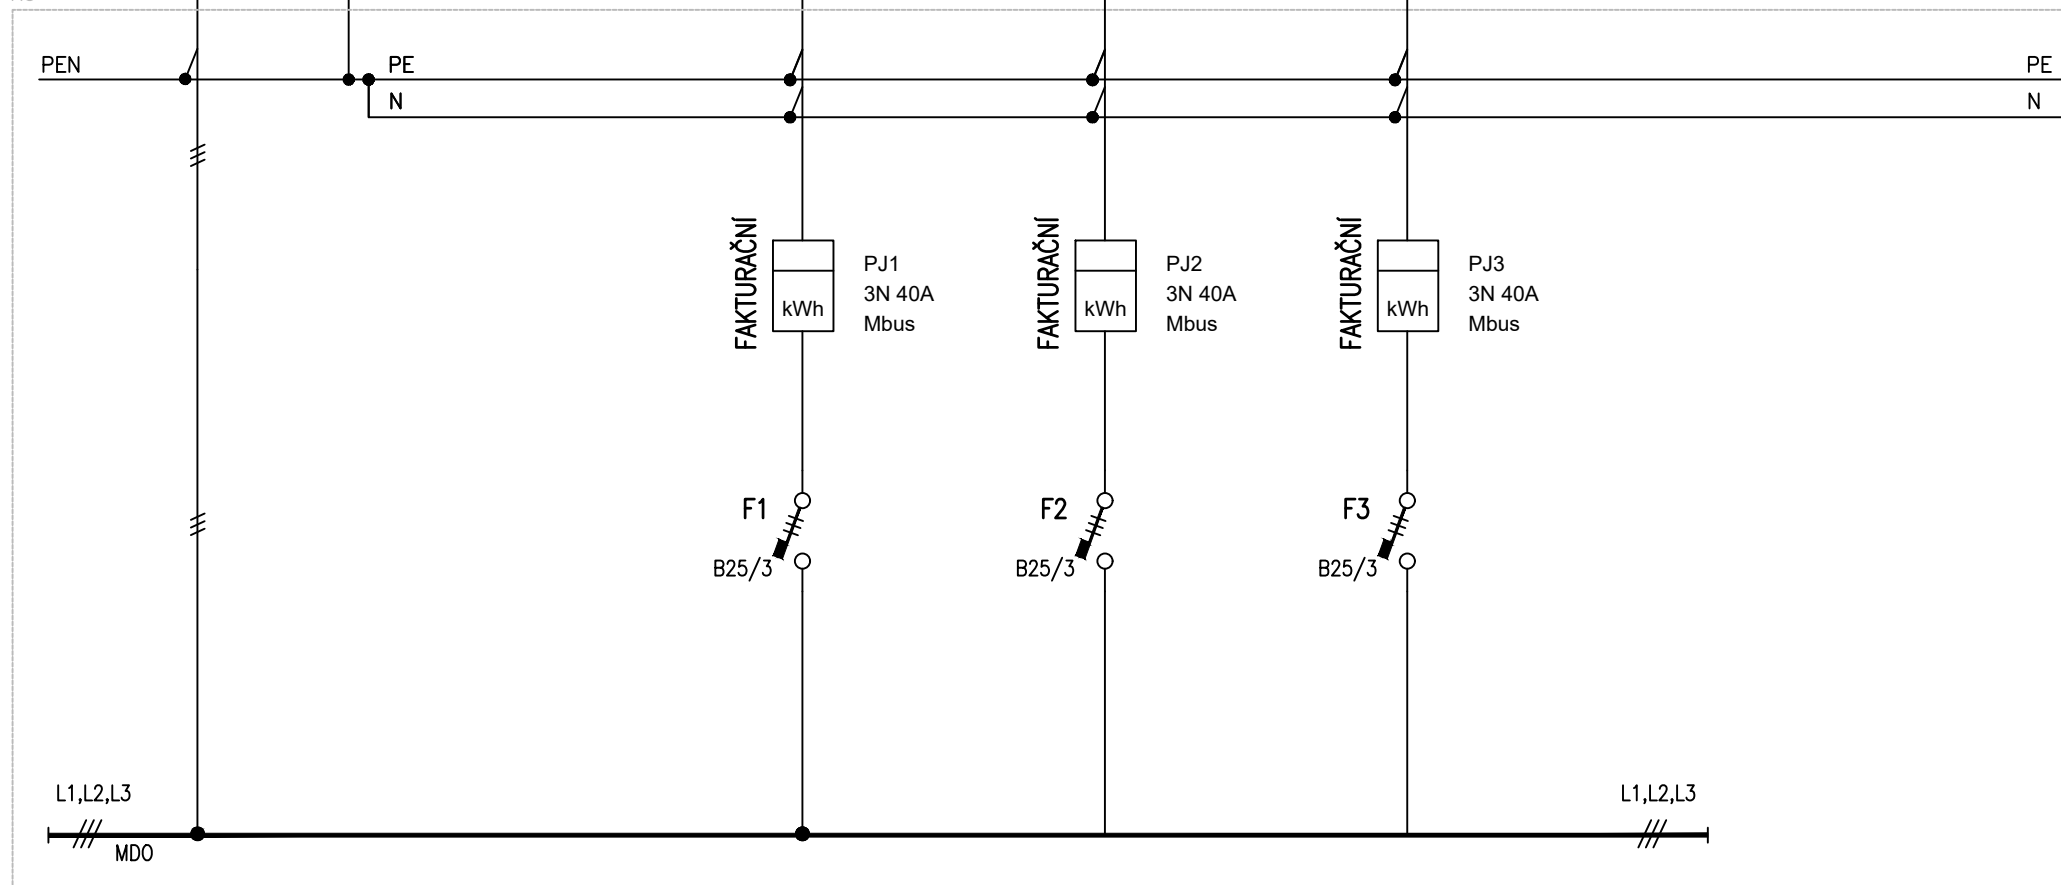 PEN
PE
PE
N
N
FAKTURAČNÍ
PJ1
3N 40A
Mbus
kWh
FAKTURAČNÍ
PJ2
3N 40A
Mbus
kWh
FAKTURAČNÍ
PJ3
3N 40A
Mbus
kWh
F1
B25/3
F2
B25/3
F3
B25/3
L1,L2,L3
L1,L2,L3
MDO